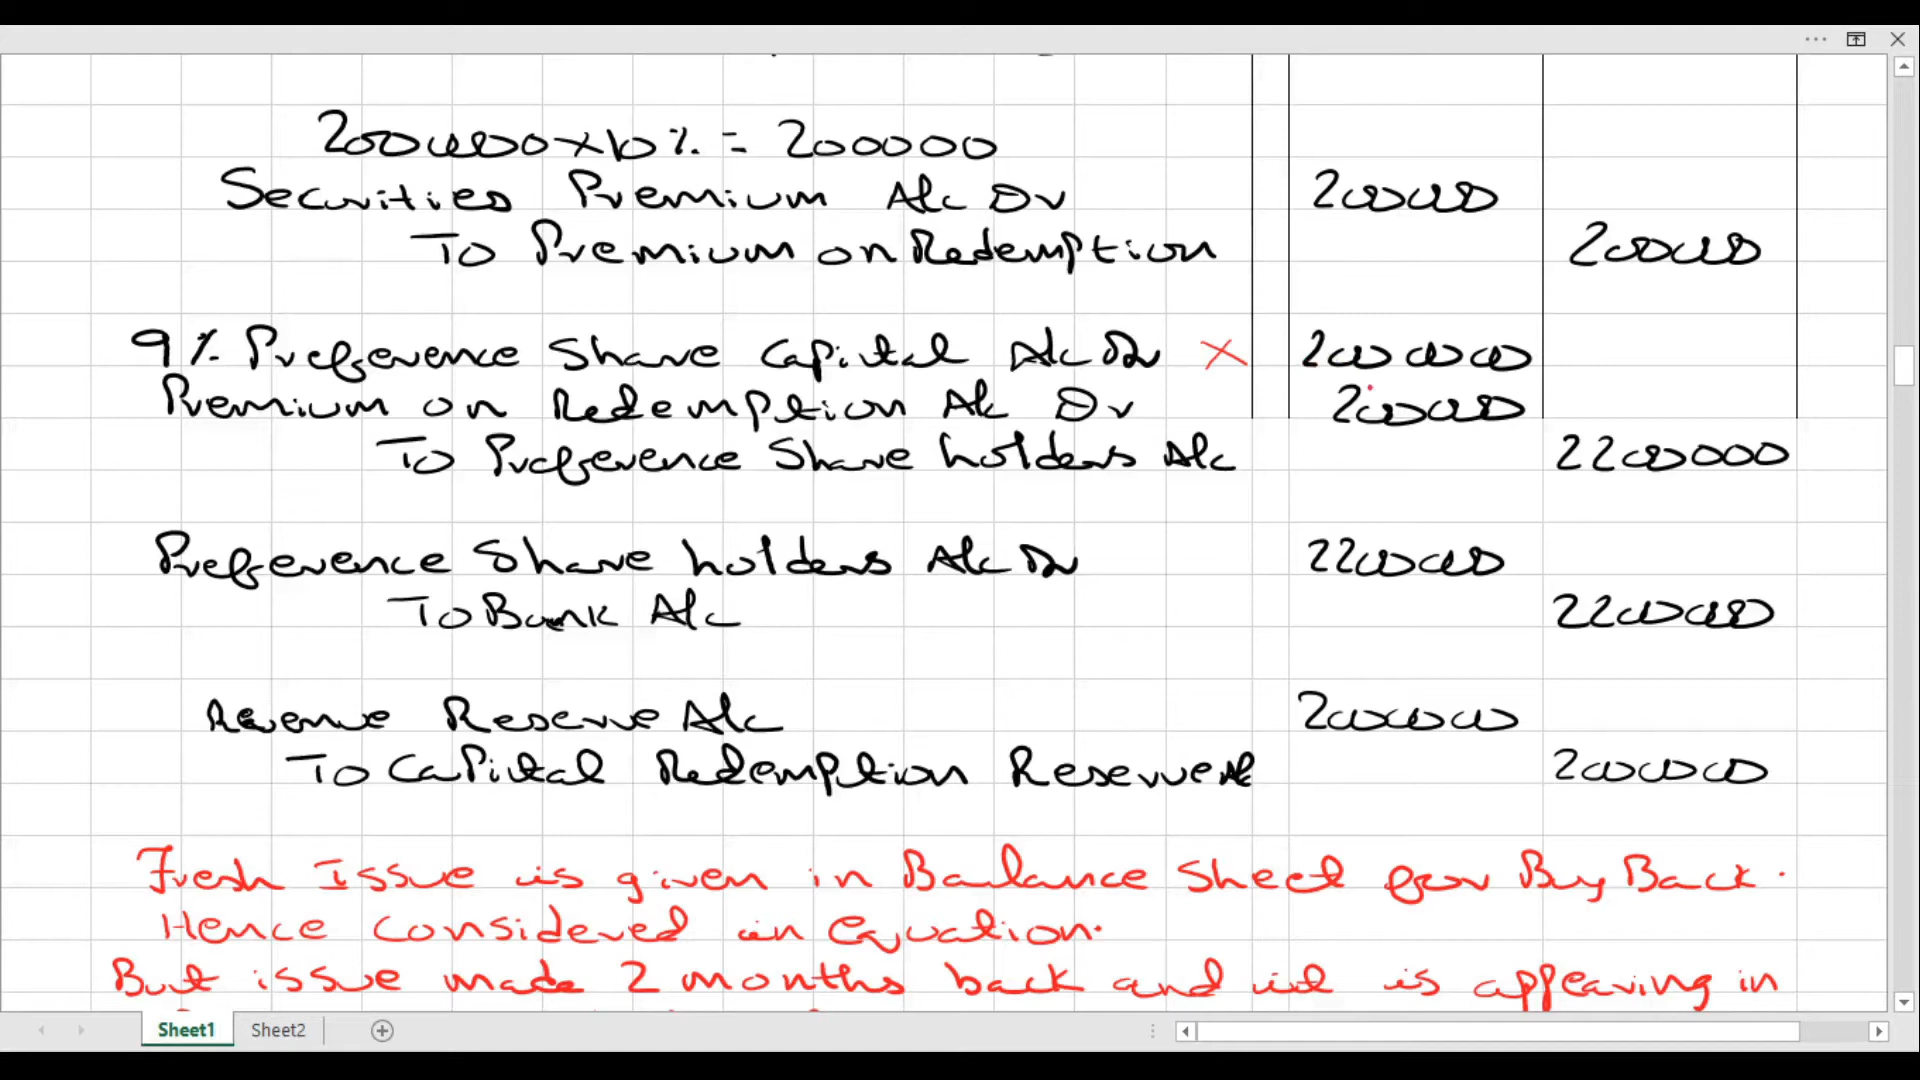 2000000 × 10% = 200000
Securities Premium A/c Dr 200000
To Premium on Redemption 200000
9% Preference Share Capital A/c Dr × 2000000
Premium on Redemption A/c Dr 200000
To Preference Share holders A/c 2200000
Preference Share holders A/c Dr 2200000
To Bank A/c 2200000
Revenue Reserve A/c 2000000
To Capital Redemption Reserve A/c 2000000
Fresh Issue is given in Balance Sheet for Buy Back.
Hence Considered in Equation.
But issue made 2 months back and it is appearing in
Sheet1 Sheet2